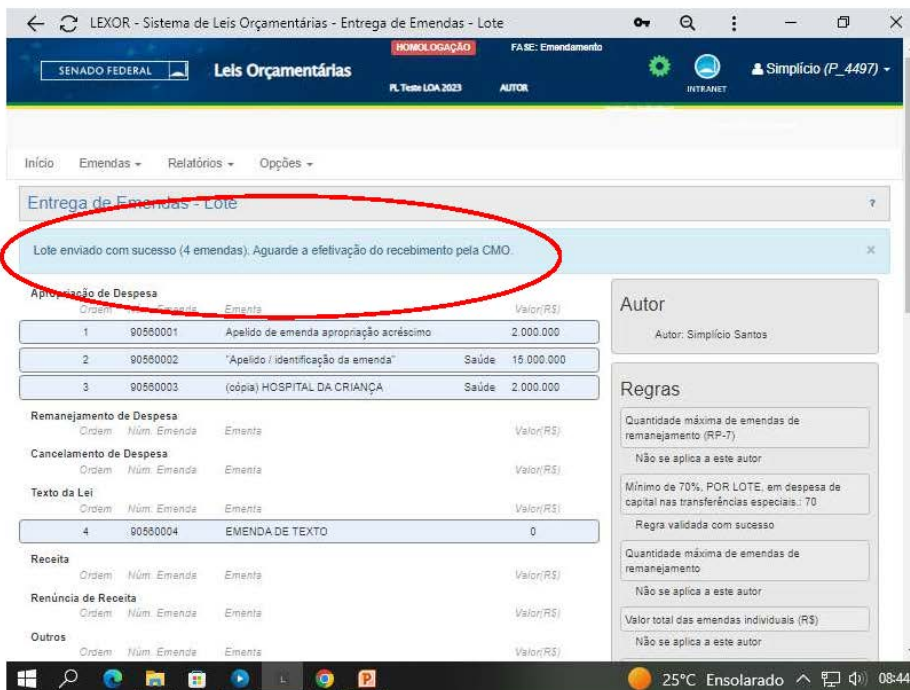 LEXOR - Sistema de Leis Orçamentárias - Entrega de Emendas - Lote
HOMOLOGAÇÃO
FASE: Emendamento
SENADO FEDERAL
Leis Orçamentárias
PL Teste LOA 2023
AUTOR
INTRANET
Simplício (P_4497)
Início Emendas Relatórios Opções
Entrega de Emendas - Lote ?
Lote enviado com sucesso (4 emendas). Aguarde a efetivação do recebimento pela CMO. ×
Apropriação de Despesa
Ordem Núm. Emenda Ementa Valor(R$)
1 90560001 Apelido de emenda apropriação acréscimo 2.000.000
2 90560002 "Apelido / identificação da emenda" Saúde 15.000.000
3 90560003 (cópia) HOSPITAL DA CRIANÇA Saúde 2.000.000
Remanejamento de Despesa
Ordem Núm. Emenda Ementa Valor(R$)
Cancelamento de Despesa
Ordem Núm. Emenda Ementa Valor(R$)
Texto da Lei
Ordem Núm. Emenda Ementa Valor(R$)
4 90560004 EMENDA DE TEXTO 0
Receita
Ordem Núm. Emenda Ementa Valor(R$)
Renúncia de Receita
Ordem Núm. Emenda Ementa Valor(R$)
Outros
Ordem Núm. Emenda Ementa Valor(R$)
Autor
Autor: Simplício Santos
Regras
Quantidade máxima de emendas de
remanejamento (RP-7)
Não se aplica a este autor
Mínimo de 70%, POR LOTE, em despesa de
capital nas transferências especiais.: 70
Regra validada com sucesso
Quantidade máxima de emendas de
remanejamento
Não se aplica a este autor
Valor total das emendas individuais (R$)
Não se aplica a este autor
25°C Ensolarado 08:44